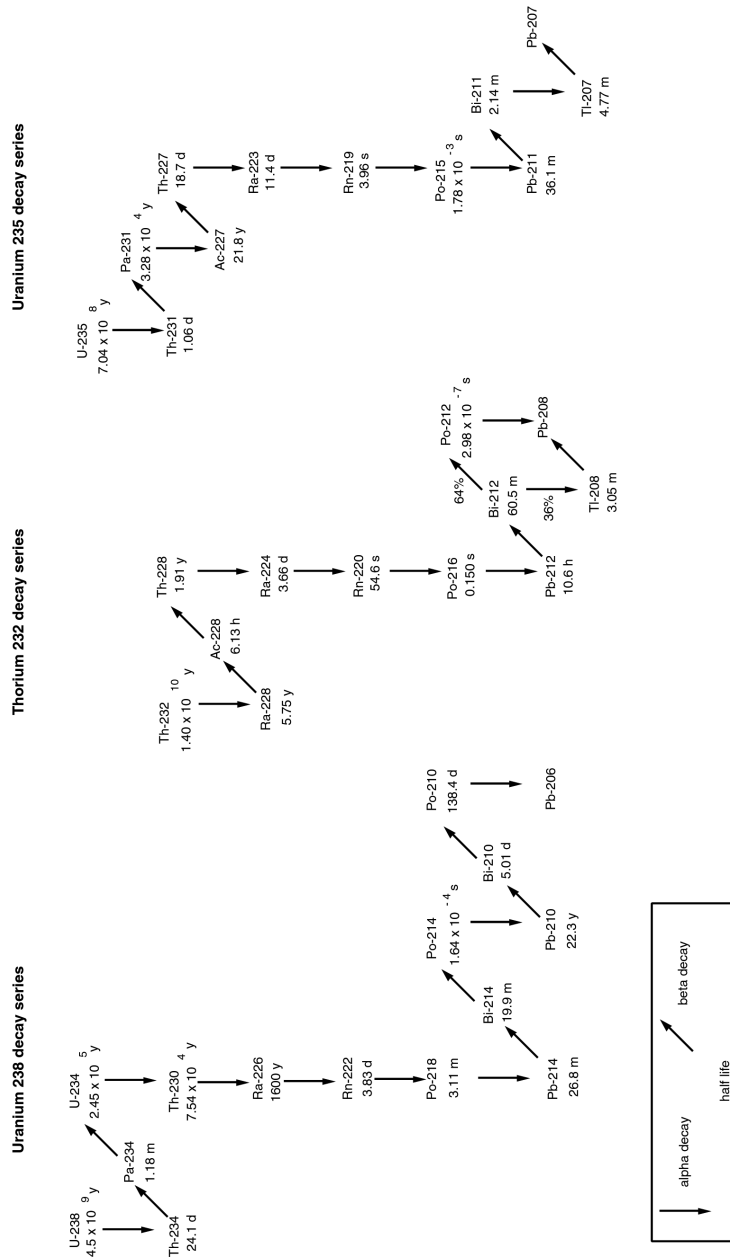 Uranium 238 decay series
U-238
4.5 x 10 9 y
Th-234
24.1 d
Pa-234
1.18 m
U-234
2.45 x 10 5 y
Th-230
7.54 x 10 4 y
Ra-226
1600 y
Rn-222
3.83 d
Po-218
3.11 m
Pb-214
26.8 m
Bi-214
19.9 m
Po-214
1.64 x 10 -4 s
Pb-210
22.3 y
Bi-210
5.01 d
Po-210
138.4 d
Pb-206
Thorium 232 decay series
Th-232
1.40 x 10 10 y
Ra-228
5.75 y
Ac-228
6.13 h
Th-228
1.91 y
Ra-224
3.66 d
Rn-220
54.6 s
Po-216
0.150 s
Pb-212
10.6 h
Bi-212
60.5 m
64%
36%
Po-212
2.98 x 10 -7 s
Tl-208
3.05 m
Pb-208
Uranium 235 decay series
U-235
7.04 x 10 8 y
Th-231
1.06 d
Pa-231
3.28 x 10 4 y
Ac-227
21.8 y
Th-227
18.7 d
Ra-223
11.4 d
Rn-219
3.96 s
Po-215
1.78 x 10 -3 s
Pb-211
36.1 m
Bi-211
2.14 m
Tl-207
4.77 m
Pb-207
alpha decay
beta decay
half life